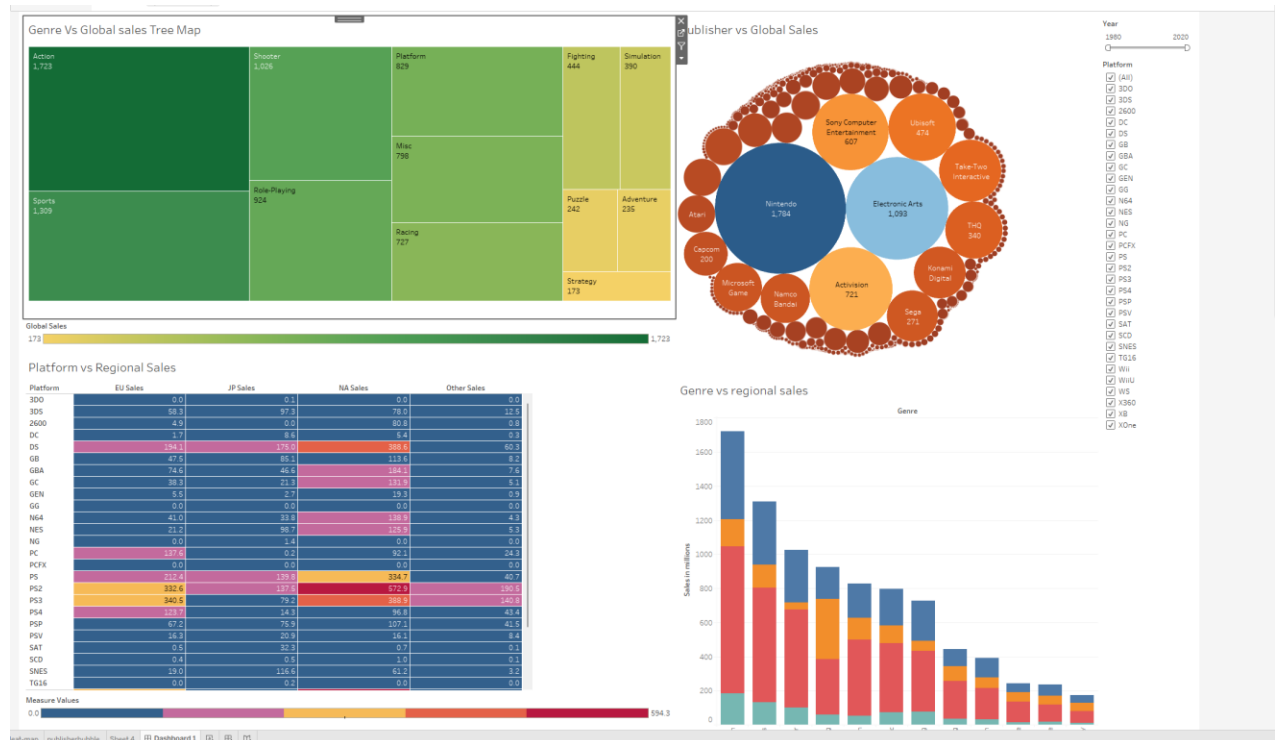 Genre Vs Global sales Tree Map
Action
1,723
Shooter
1,026
Platform
829
Fighting
444
Simulation
390
Misc
798
Sports
1,309
Role-Playing
924
Puzzle
242
Adventure
235
Racing
727
Strategy
173
Global Sales
173 1,723
ublisher vs Global Sales
Sony Computer
Entertainment
607
Ubisoft
474
Take-Two
Interactive
Nintendo
1,784
Electronic Arts
1,093
Atari
THQ
340
Capcom
200
Konami
Digital
Microsoft
Game
Namco
Bandai
Activision
721
Sega
271
Year
1980 2020
Platform
(All)
3DO
3DS
2600
DC
DS
GB
GBA
GC
GEN
GG
N64
NES
NG
PC
PCFX
PS
PS2
PS3
PS4
PSP
PSV
SAT
SCD
SNES
TG16
Wii
WiiU
WS
X360
XB
XOne
Platform vs Regional Sales
Platform EU Sales JP Sales NA Sales Other Sales
3DO 0.0 0.1 0.0 0.0
3DS 58.3 97.3 78.0 12.5
2600 4.9 0.0 80.8 0.8
DC 1.7 8.6 5.4 0.3
DS 194.1 175.0 388.6 60.3
GB 47.5 85.1 113.6 8.2
GBA 74.6 46.6 184.1 7.6
GC 38.3 21.3 131.9 5.1
GEN 5.5 2.7 19.3 0.9
GG 0.0 0.0 0.0 0.0
N64 41.0 33.8 138.9 4.3
NES 21.2 98.7 125.9 5.3
NG 0.0 1.4 0.0 0.0
PC 137.6 0.2 92.1 24.3
PCFX 0.0 0.0 0.0 0.0
PS 212.4 139.8 334.7 40.7
PS2 332.6 137.5 572.9 190.5
PS3 340.5 79.2 388.9 140.8
PS4 123.7 14.3 96.8 43.4
PSP 67.2 75.9 107.1 41.5
PSV 16.3 20.9 16.1 8.4
SAT 0.5 32.3 0.7 0.1
SCD 0.4 0.5 1.0 0.1
SNES 19.0 116.6 61.2 3.2
TG16 0.0 0.2 0.0 0.0
Measure Values
0.0 594.3
Genre vs regional sales
Genre
Sales in millions
1800
1600
1400
1200
1000
800
600
400
200
0
publisherbubble Sheet 4 Dashboard 1